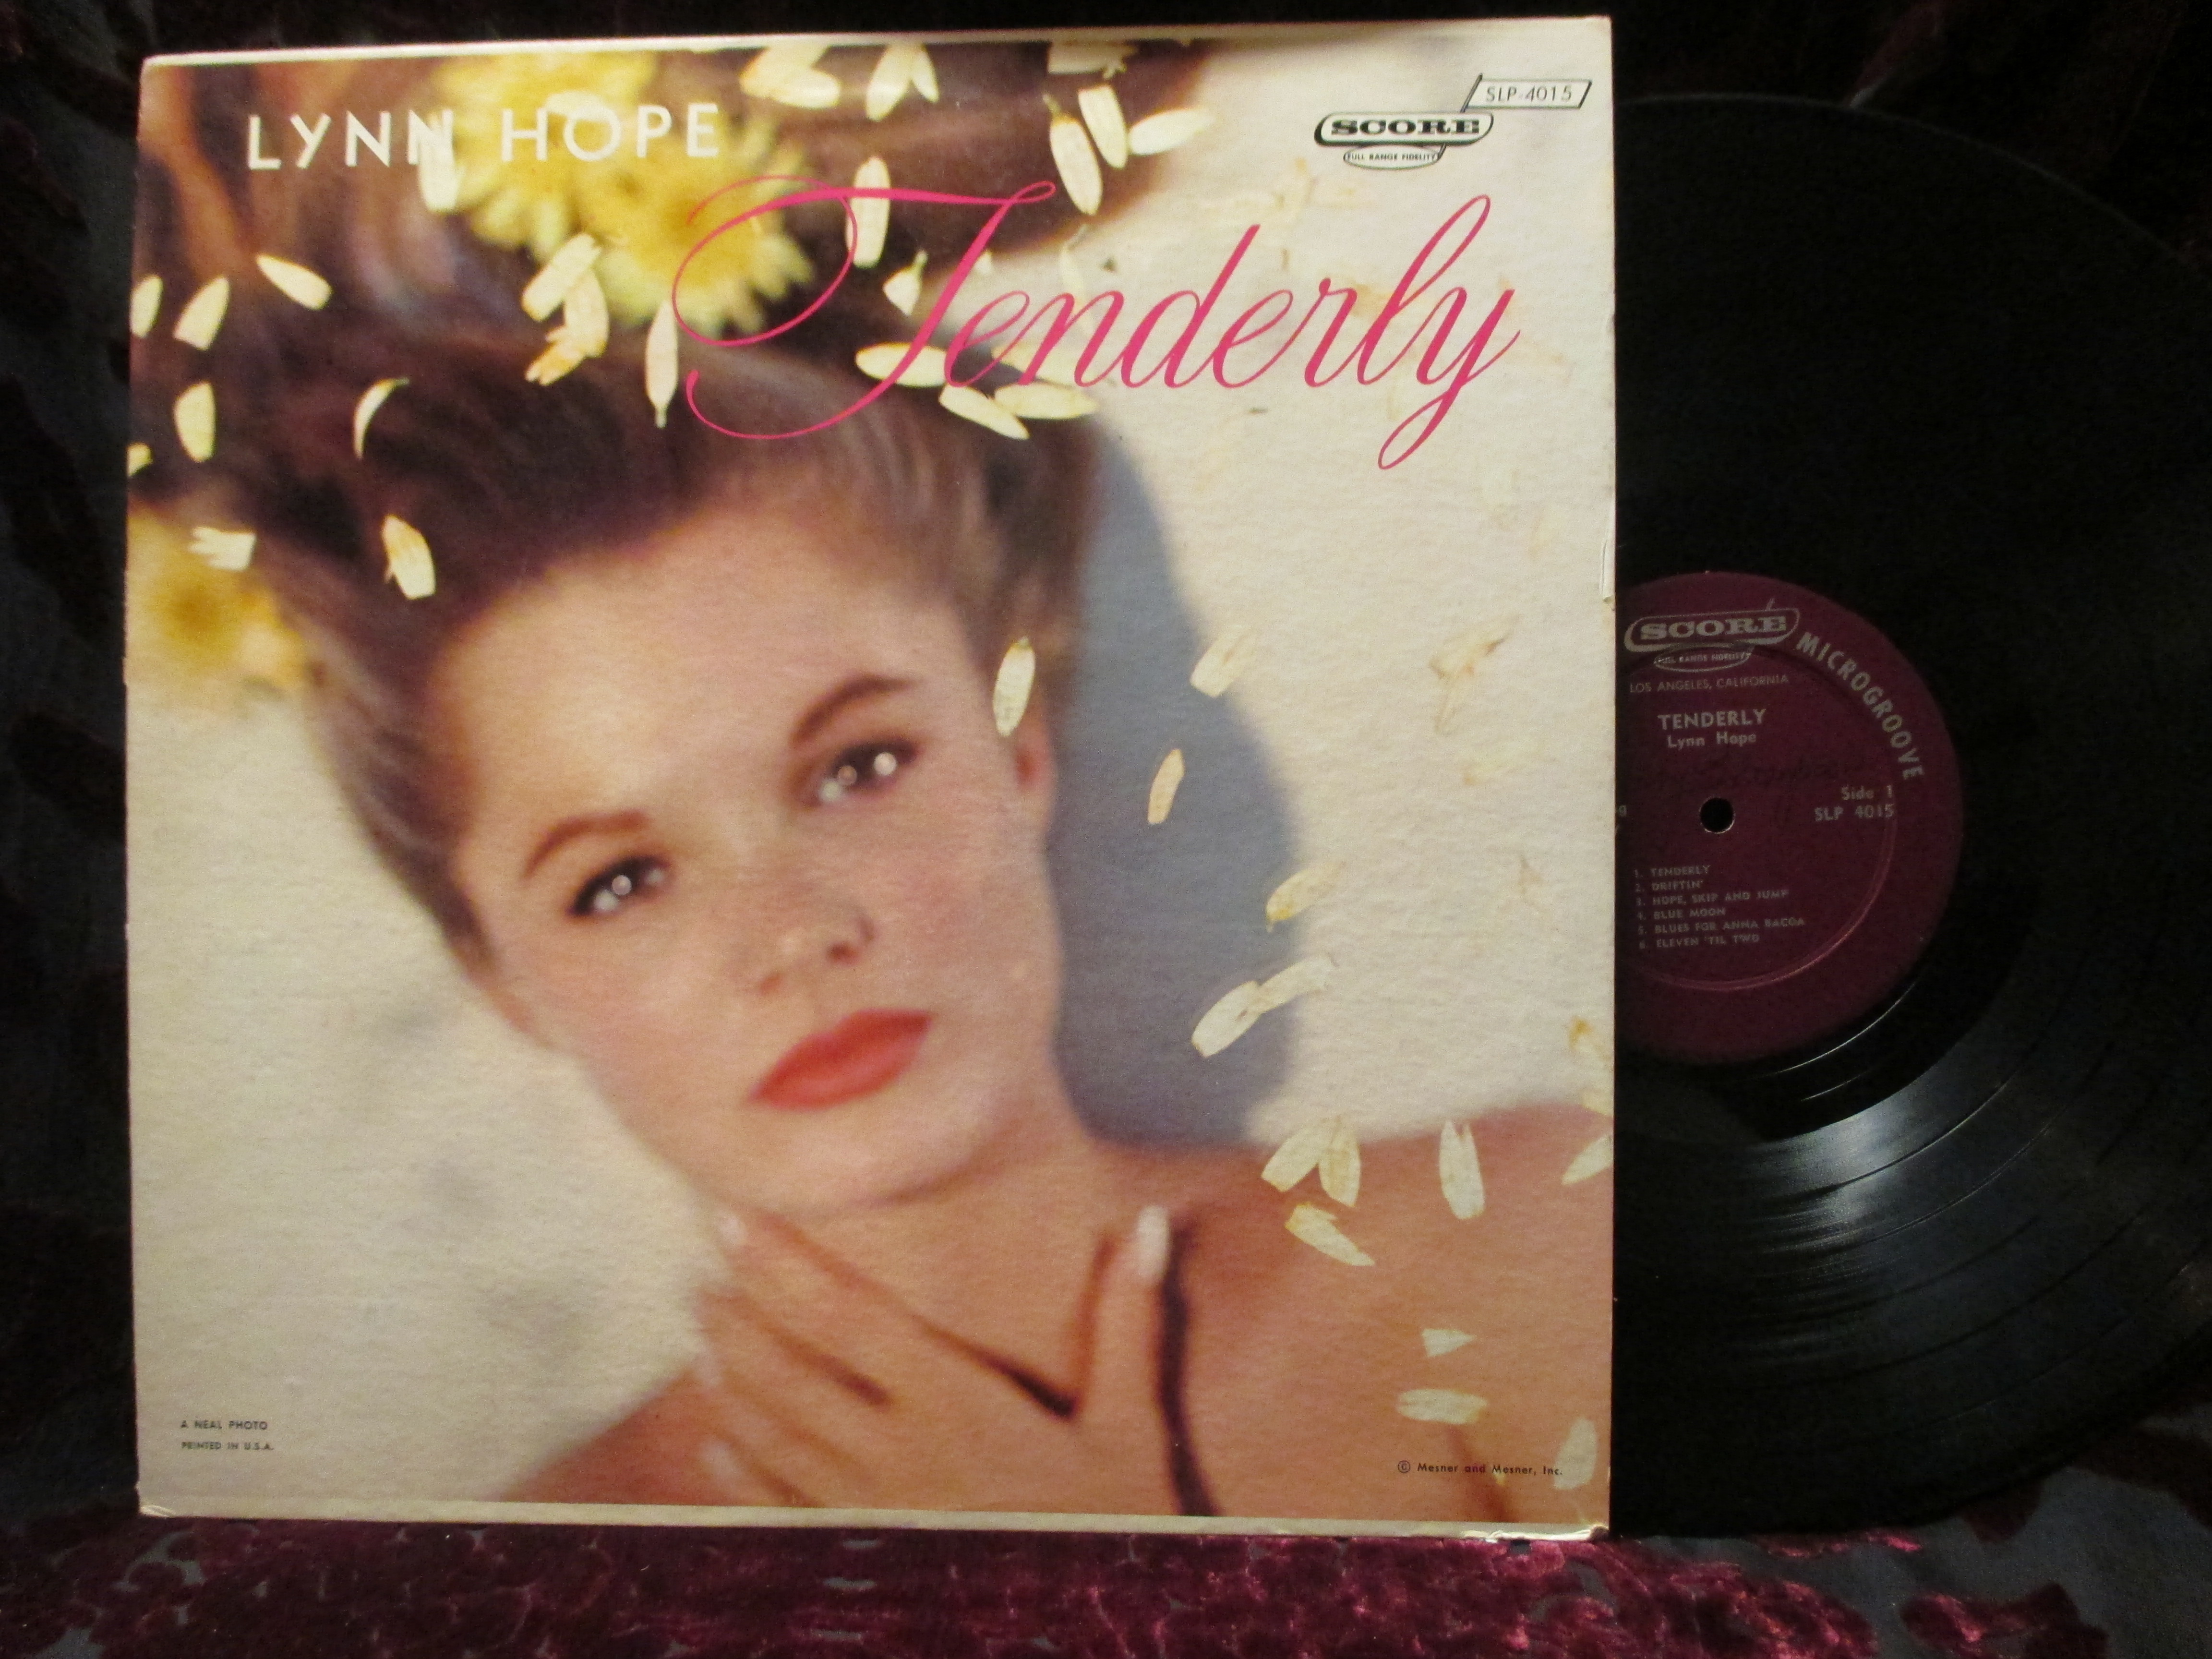 LYNN HOPE
SLP-4015
SCORE
FULL RANGE FIDELITY
Tenderly
A NEAL PHOTO
PRINTED IN U.S.A.
© Mesner and Mesner, Inc.
SCORE
FULL RANGE FIDELITY
MICROGROOVE
LOS ANGELES, CALIFORNIA
TENDERLY
Lynn Hope
Side 1
SLP 4015
1. TENDERLY
2. DRIFTIN'
3. HOPE, SKIP AND JUMP
4. BLUE MOON
5. BLUES FOR ANNA BACOA
6. ELEVEN 'TIL TWO